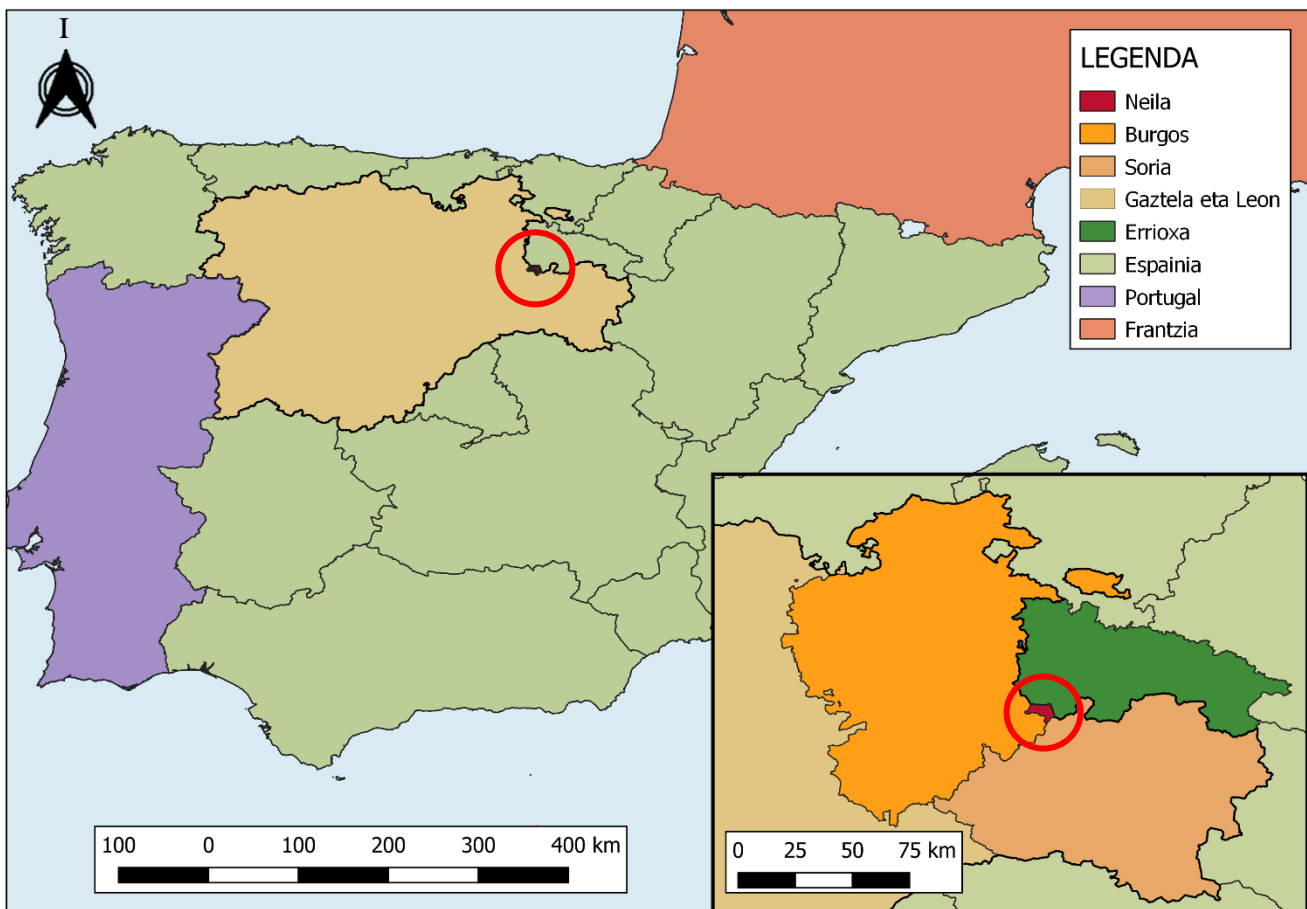 I
LEGENDA
Neila
Burgos
Soria
Gaztela eta Leon
Errioxa
Espainia
Portugal
Frantzia
100 0 100 200 300 400 km
0 25 50 75 km